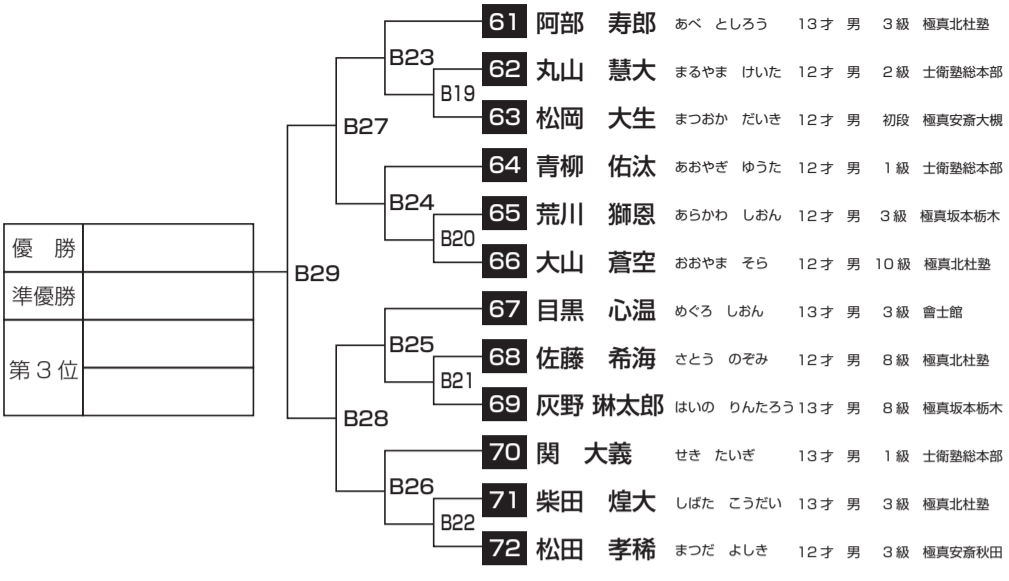 61 阿部 寿郎 あべ としろう 13才 男 3級 極真北杜塾
B23
62 丸山 慧大 まるやま けいた 12才 男 2級 士衛塾総本部
B19
63 松岡 大生 まつおか だいき 12才 男 初段 極真安斎大槻
B27
64 青柳 佑汰 あおやぎ ゆうた 12才 男 1級 士衛塾総本部
B24
65 荒川 獅恩 あらかわ しおん 12才 男 3級 極真坂本栃木
B20
66 大山 蒼空 おおやま そら 12才 男 10級 極真北杜塾
優 勝
B29
準優勝
67 目黒 心温 めぐろ しおん 13才 男 3級 會士館
B25
68 佐藤 希海 さとう のぞみ 12才 男 8級 極真北杜塾
第3位
B21
69 灰野 琳太郎 はいの りんたろう 13才 男 8級 極真坂本栃木
B28
70 関 大義 せき たいぎ 13才 男 1級 士衛塾総本部
B26
71 柴田 煌大 しばた こうだい 13才 男 3級 極真北杜塾
B22
72 松田 孝稀 まつだ よしき 12才 男 3級 極真安斎秋田